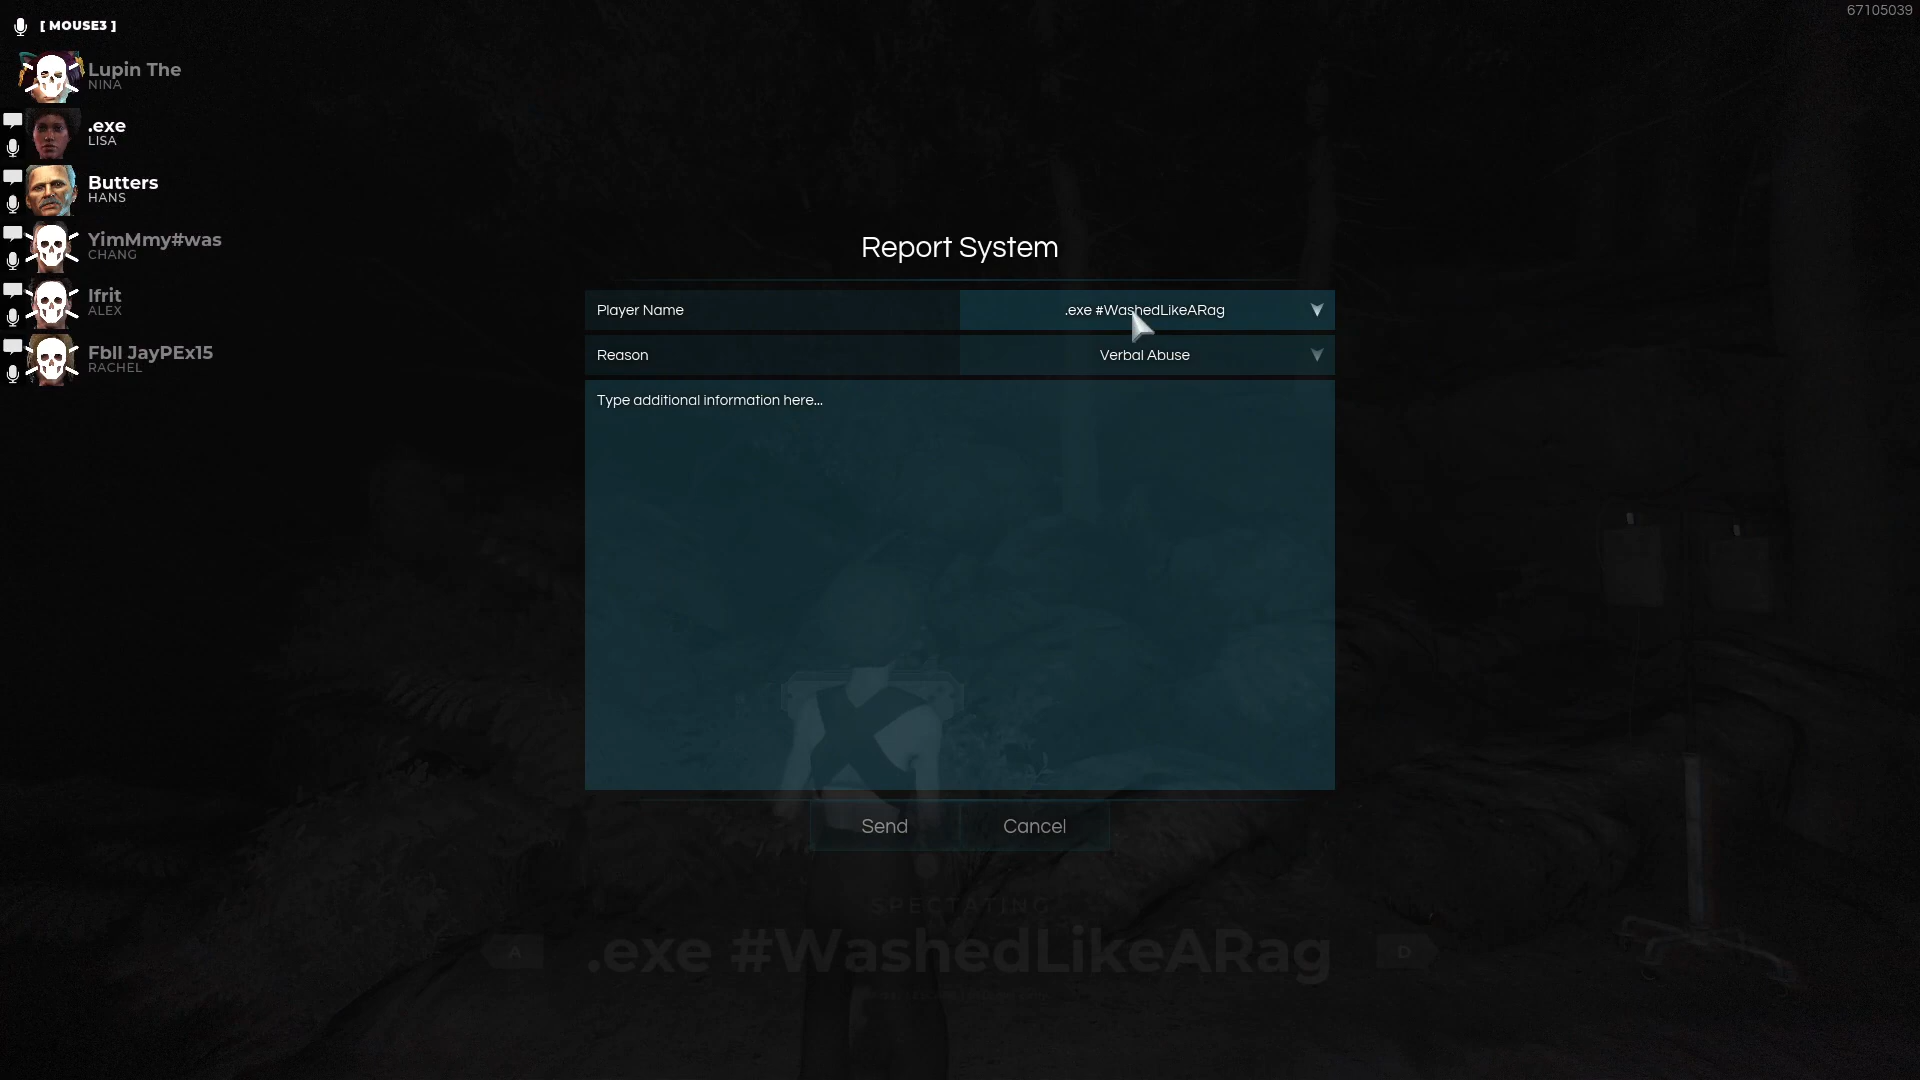 [ MOUSE3 ]
67105039
Lupin The
NINA
.exe
LISA
Butters
HANS
YimMmy#was
CHANG
Ifrit
ALEX
FbII JayPEx15
RACHEL
Report System
Player Name
.exe #WashedLikeARag
Reason
Verbal Abuse
Type additional information here...
Send
Cancel
SPECTATING
A
.exe #WashedLikeARag
D